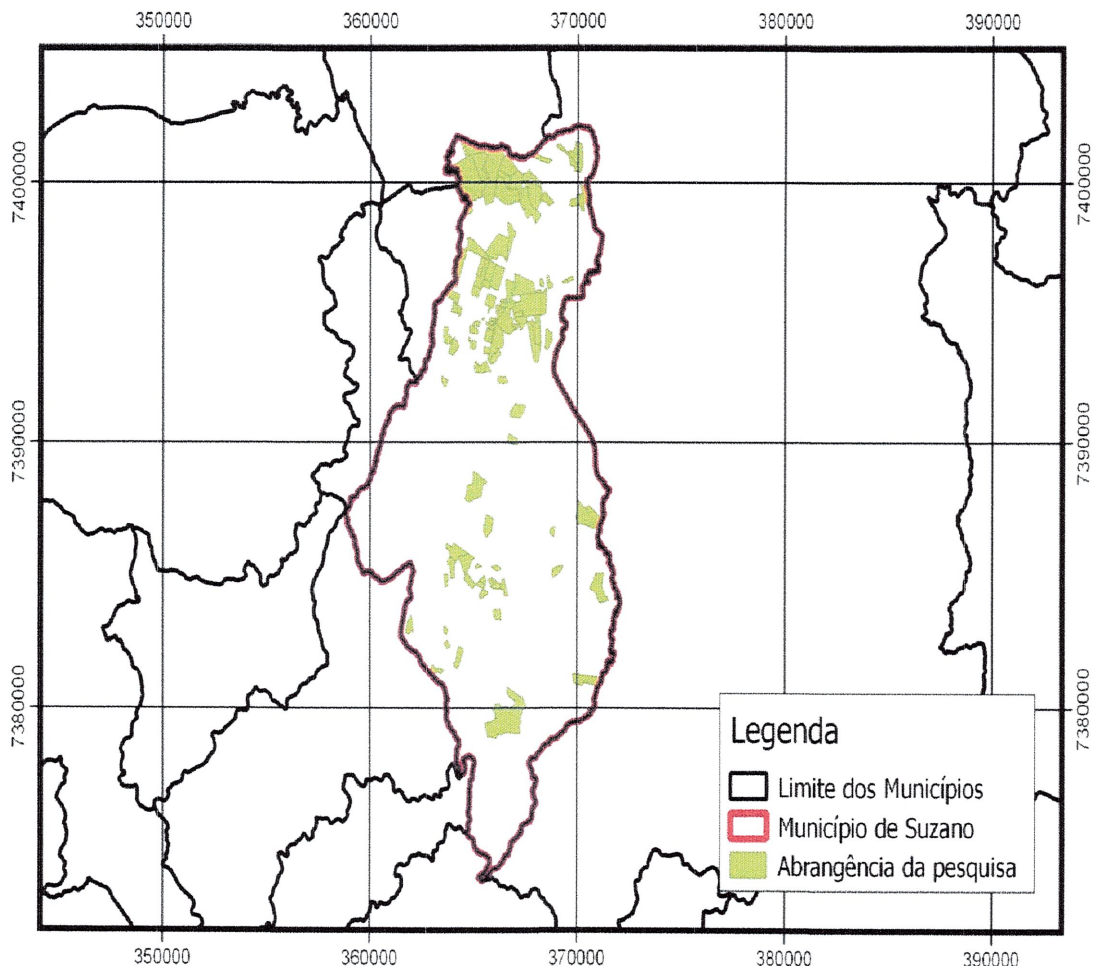 350000 360000 370000 380000 390000
7400000 7400000
7390000 7390000
7380000 7380000
Legenda
Limite dos Municípios
Município de Suzano
Abrangência da pesquisa
350000 360000 370000 380000 390000